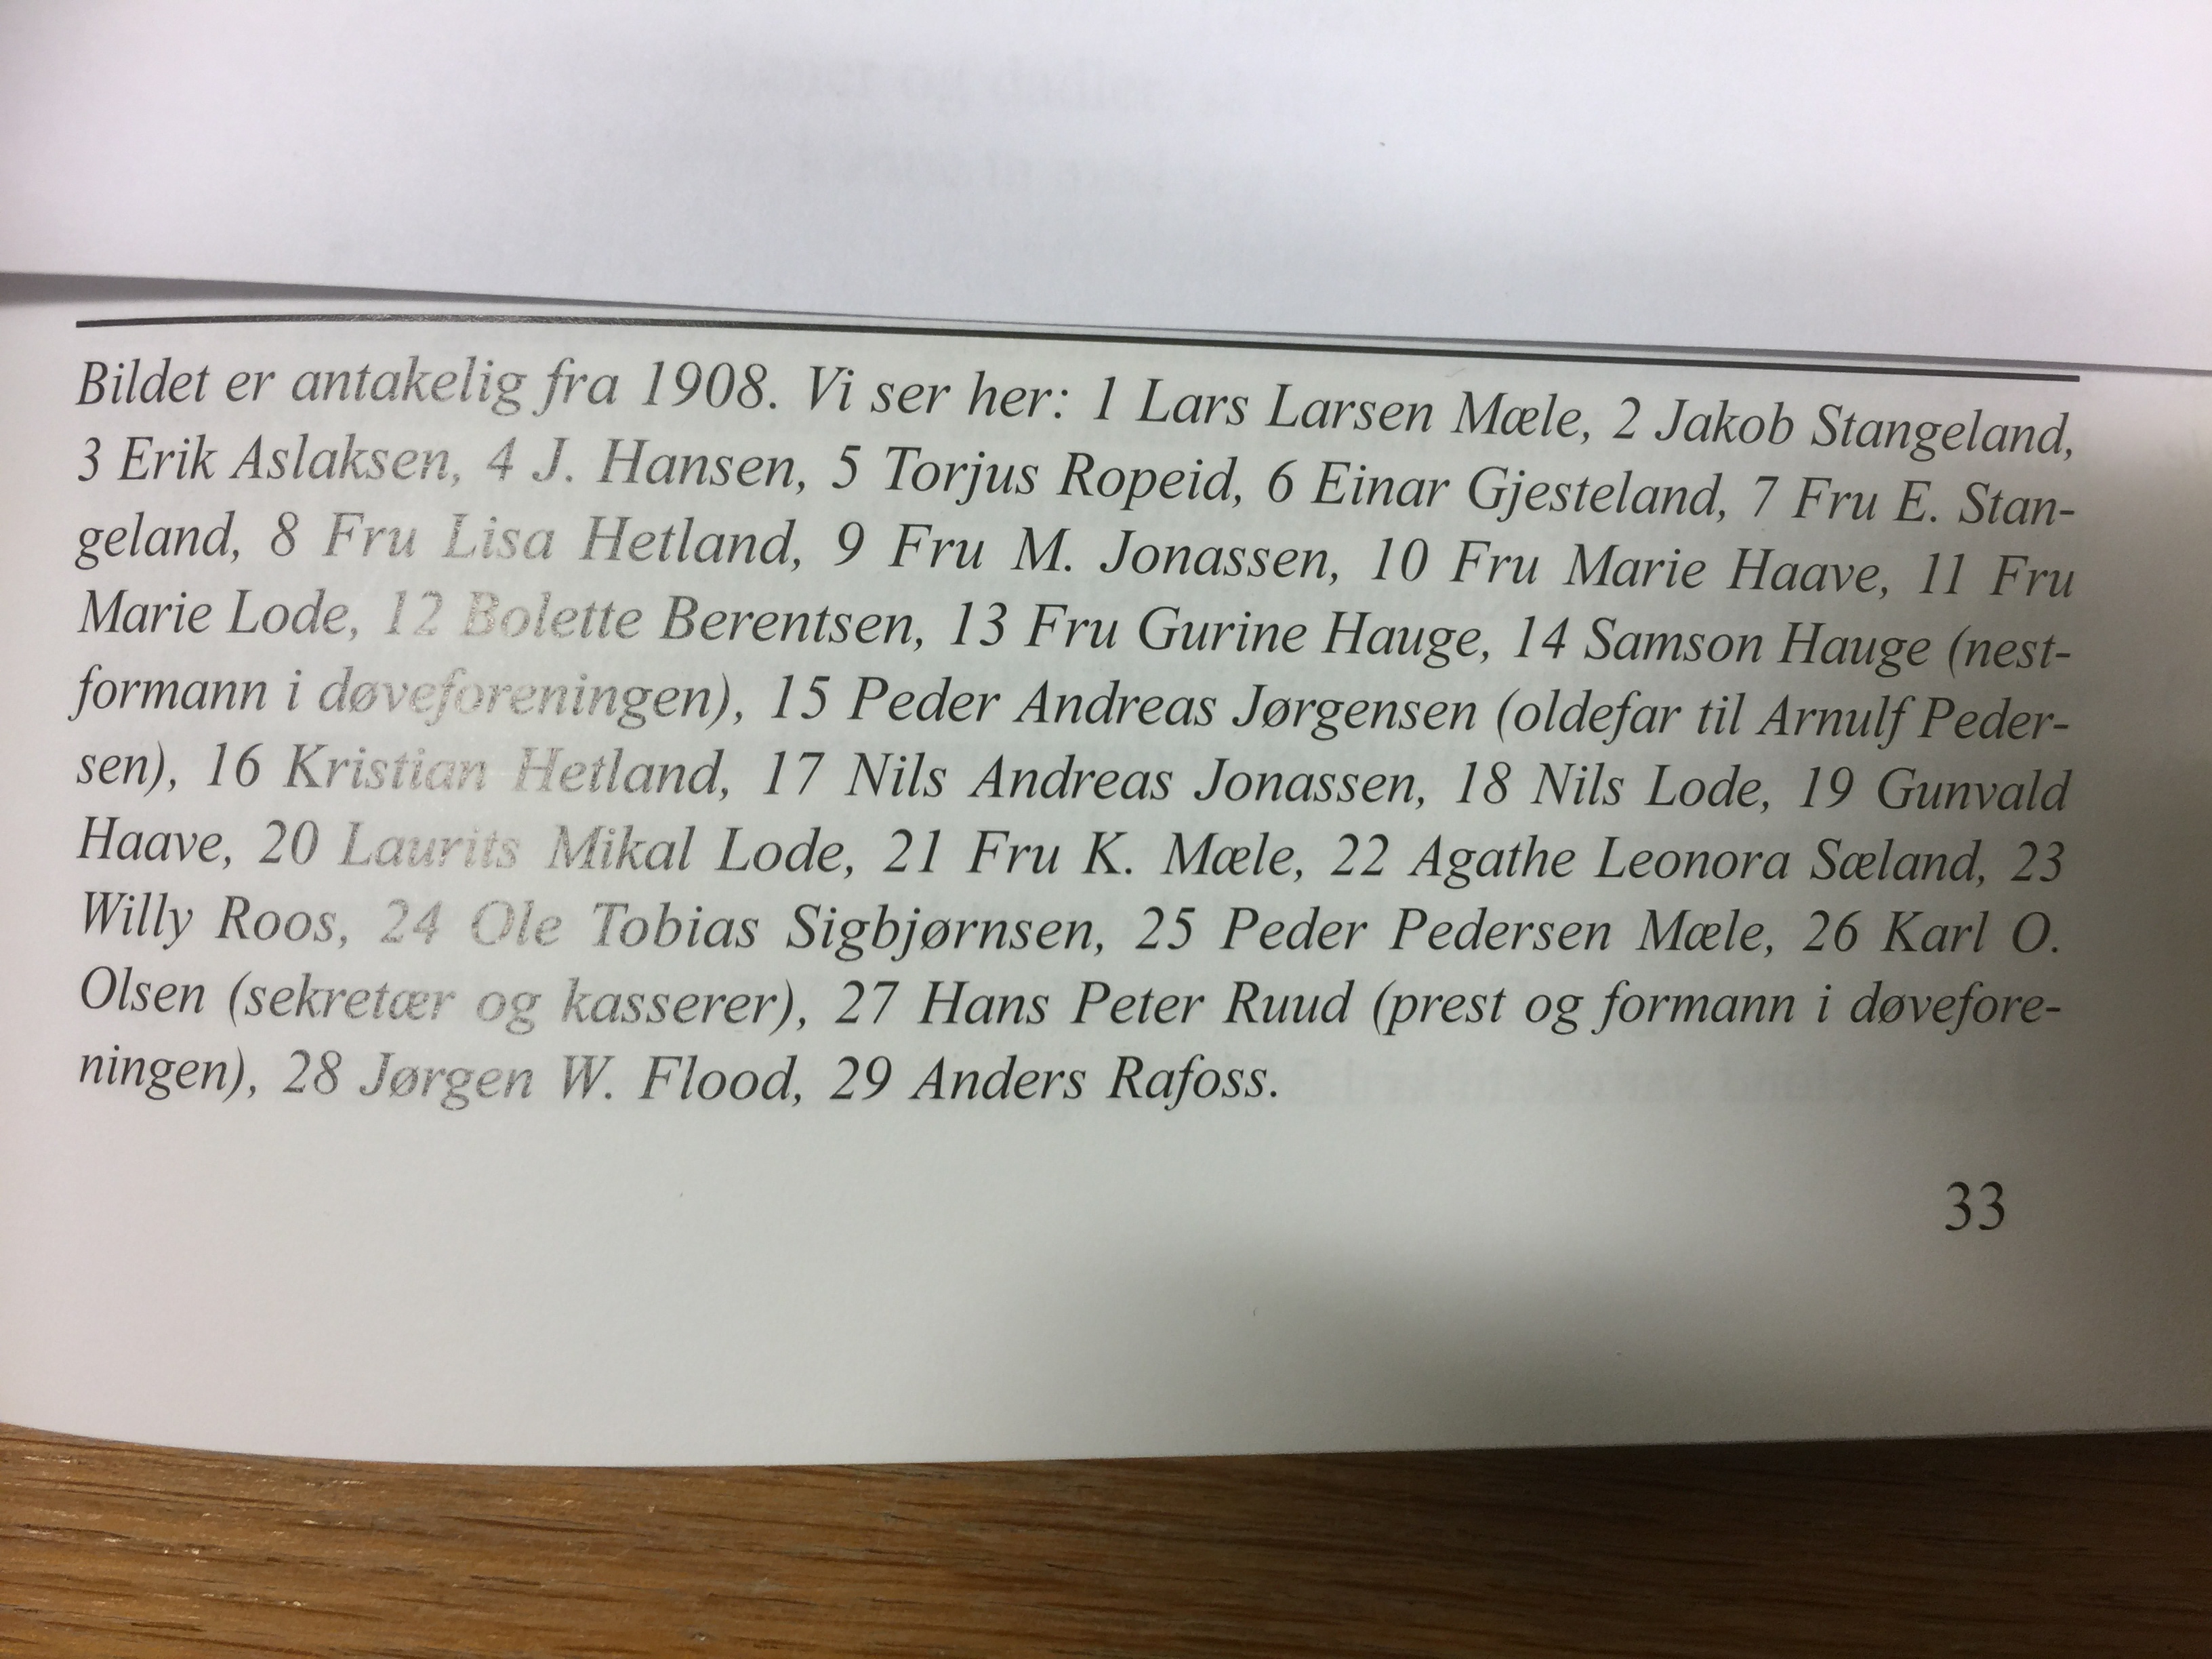 Bildet er antakelig fra 1908. Vi ser her: 1 Lars Larsen Mæle, 2 Jakob Stangeland,
3 Erik Aslaksen, 4 J. Hansen, 5 Torjus Ropeid, 6 Einar Gjesteland, 7 Fru E. Stan-
geland, 8 Fru Lisa Hetland, 9 Fru M. Jonassen, 10 Fru Marie Haave, 11 Fru
Marie Lode, 12 Bolette Berentsen, 13 Fru Gurine Hauge, 14 Samson Hauge (nest-
formann i døveforeningen), 15 Peder Andreas Jørgensen (oldefar til Arnulf Peder-
sen), 16 Kristian Hetland, 17 Nils Andreas Jonassen, 18 Nils Lode, 19 Gunvald
Haave, 20 Laurits Mikal Lode, 21 Fru K. Mæle, 22 Agathe Leonora Sæland, 23
Willy Roos, 24 Ole Tobias Sigbjørnsen, 25 Peder Pedersen Mæle, 26 Karl O.
Olsen (sekretær og kasserer), 27 Hans Peter Ruud (prest og formann i døvefore-
ningen), 28 Jørgen W. Flood, 29 Anders Rafoss.
33